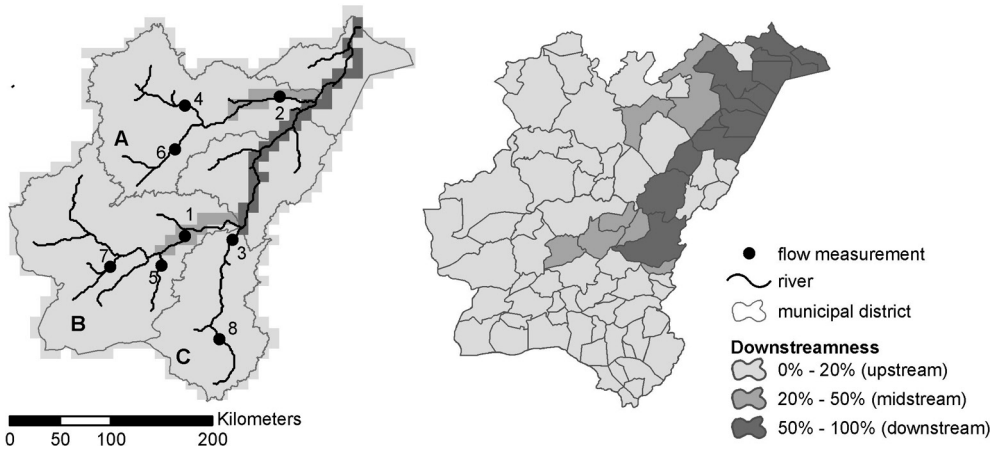 4
2
A
6
1
3
7
5
B
8
C
Kilometers
0 50 100 200
flow measurement
river
municipal district
Downstreamness
0% - 20% (upstream)
20% - 50% (midstream)
50% - 100% (downstream)